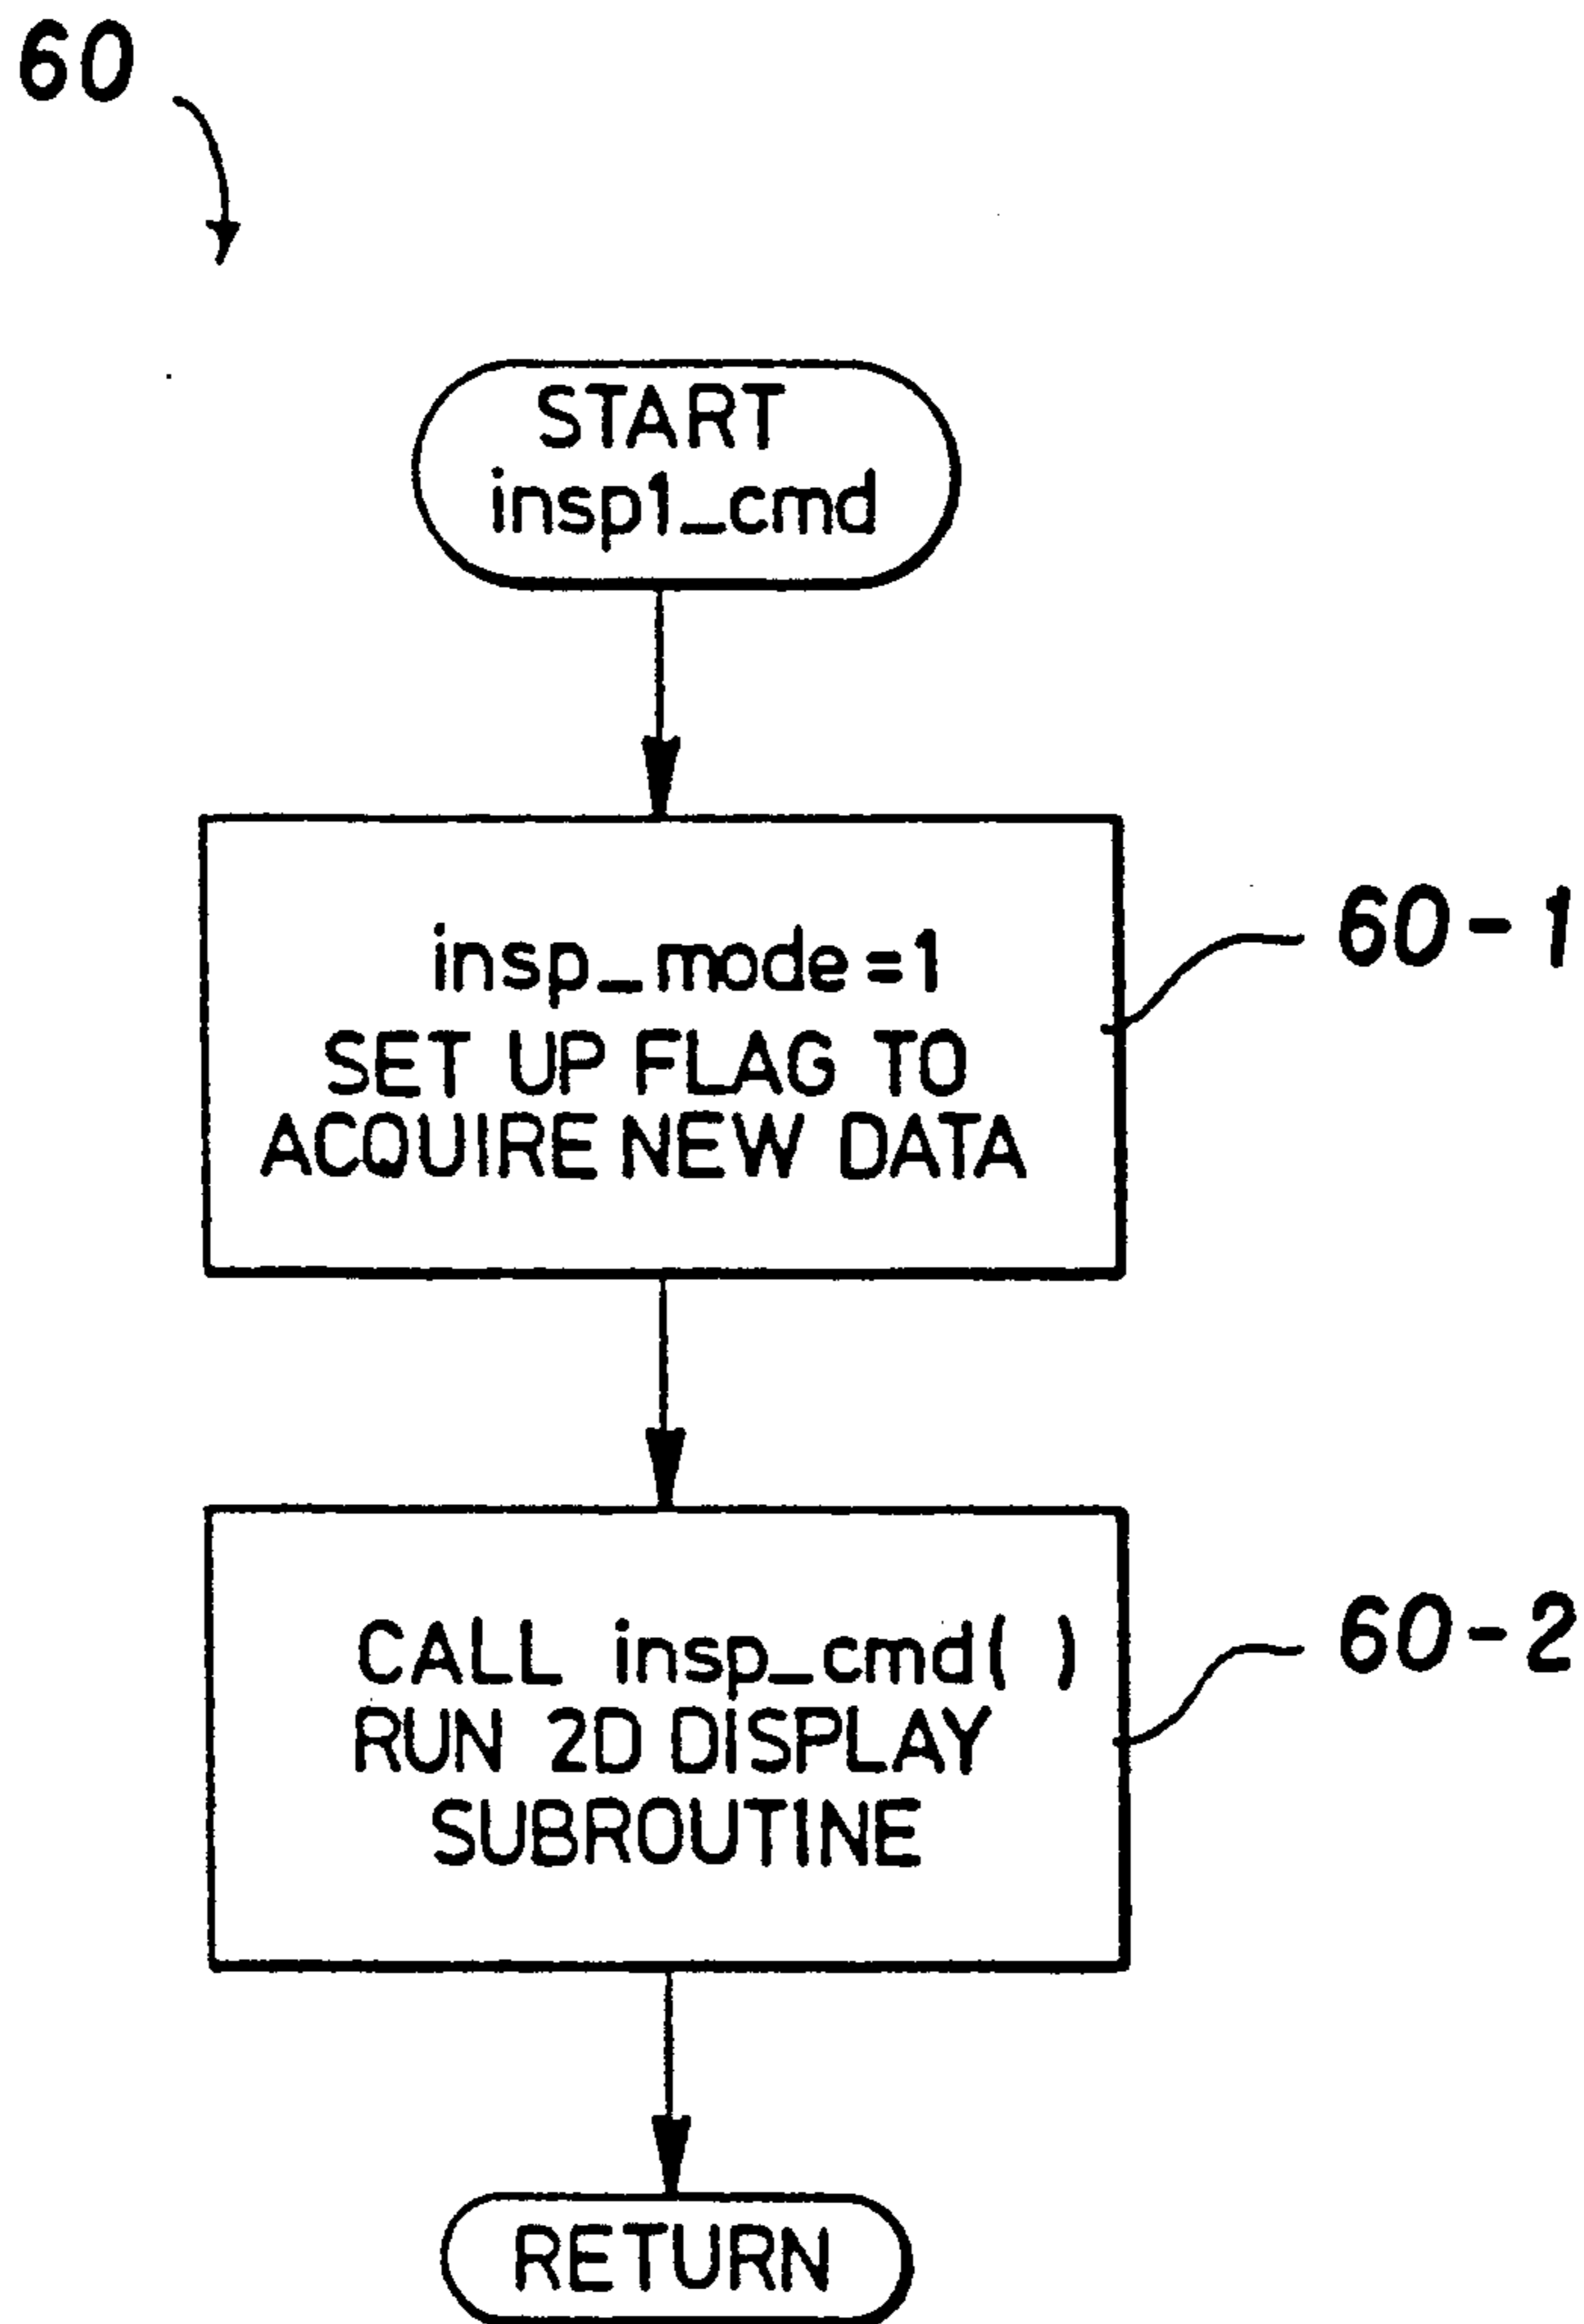 60
START
insp1_cmd
insp_mode=1
SET UP FLAG TO
ACQUIRE NEW DATA
60-1
CALL insp_cmd( )
RUN 2D DISPLAY
SUBROUTINE
60-2
RETURN